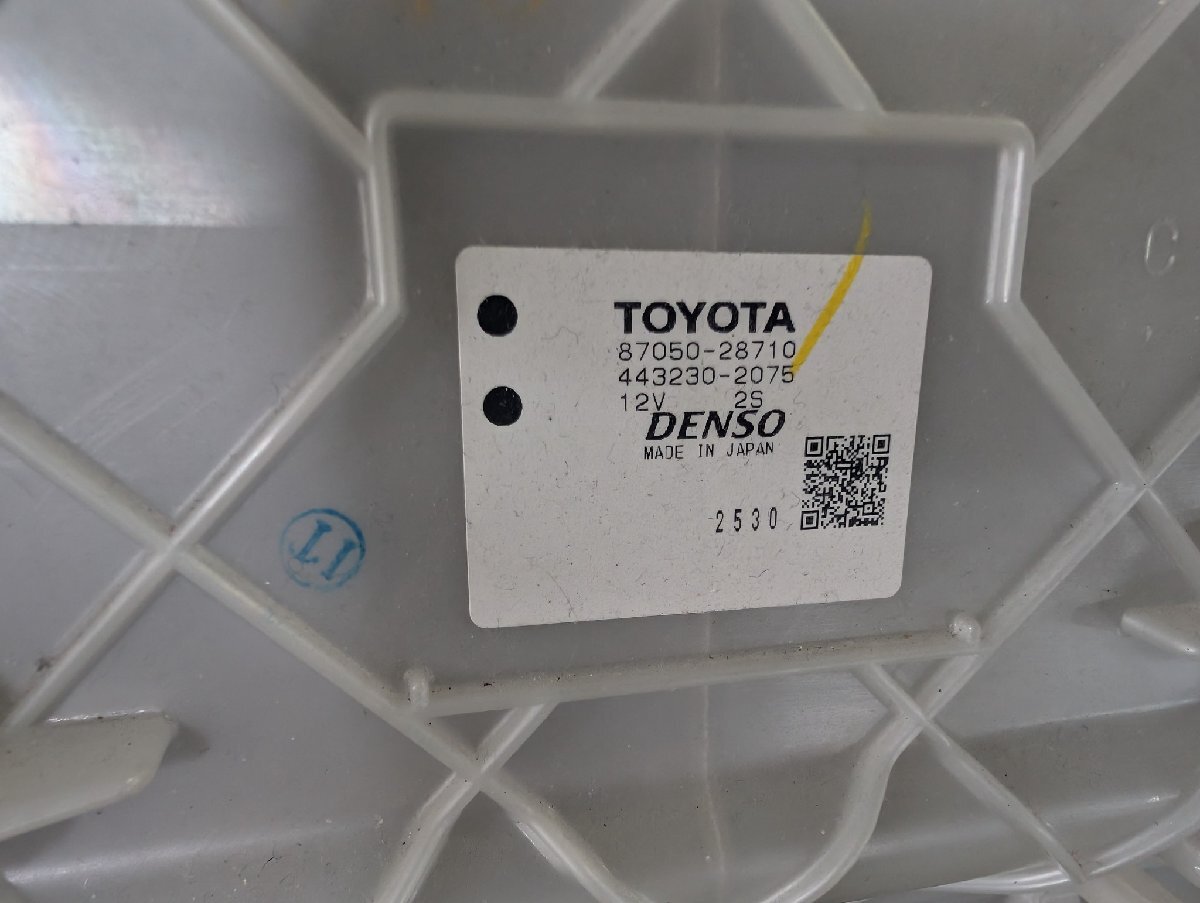 TOYOTA
87050-28710
443230-2075
12V 2S
DENSO
MADE IN JAPAN
2530
C